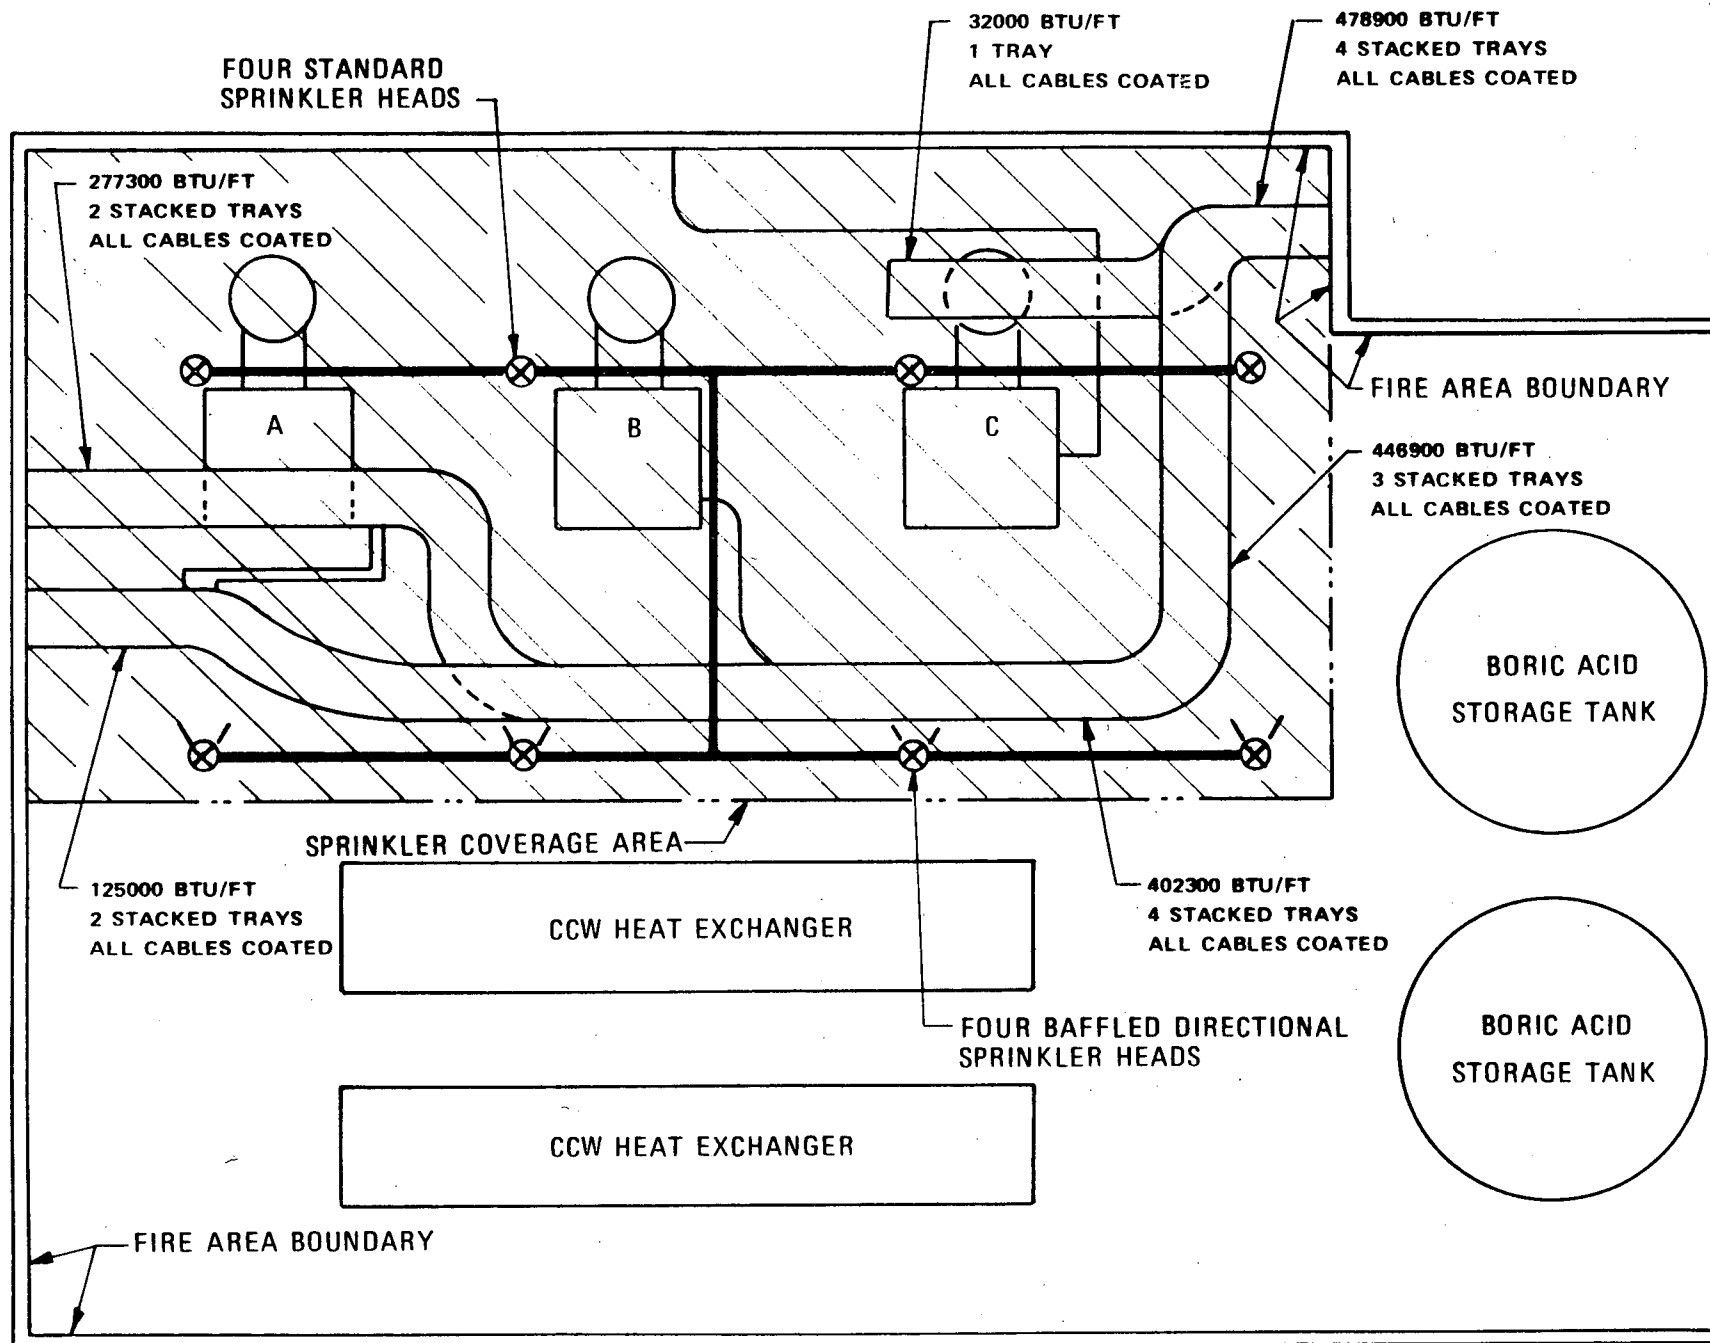 32000 BTU/FT
1 TRAY
ALL CABLES COATED
478900 BTU/FT
4 STACKED TRAYS
ALL CABLES COATED
FOUR STANDARD
SPRINKLER HEADS
277300 BTU/FT
2 STACKED TRAYS
ALL CABLES COATED
A
B
C
FIRE AREA BOUNDARY
446900 BTU/FT
3 STACKED TRAYS
ALL CABLES COATED
BORIC ACID
STORAGE TANK
SPRINKLER COVERAGE AREA
125000 BTU/FT
2 STACKED TRAYS
ALL CABLES COATED
402300 BTU/FT
4 STACKED TRAYS
ALL CABLES COATED
CCW HEAT EXCHANGER
FOUR BAFFLED DIRECTIONAL
SPRINKLER HEADS
BORIC ACID
STORAGE TANK
CCW HEAT EXCHANGER
FIRE AREA BOUNDARY